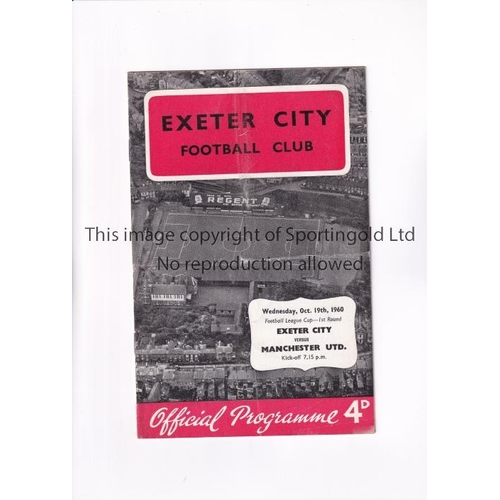 EXETER CITY
FOOTBALL CLUB
REGENT
This image copyright of Sportingold Ltd
No reproduction allowed
Wednesday, Oct. 19th, 1960
Football League Cup—1st Round
EXETER CITY
VERSUS
MANCHESTER UTD.
Kick-off 7.15 p.m.
Official Programme 4D